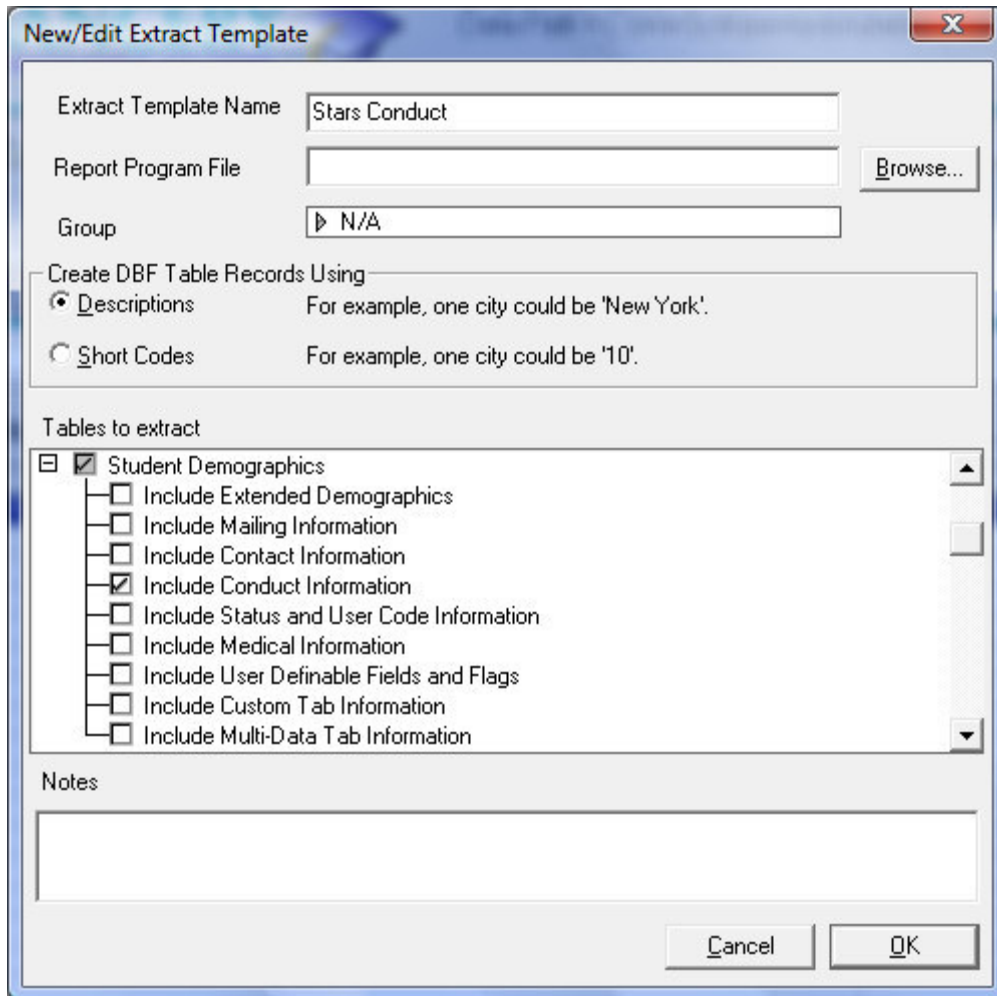 New/Edit Extract Template
Extract Template Name Stars Conduct
Report Program File Browse...
Group N/A
Create DBF Table Records Using
Descriptions For example, one city could be 'New York'.
Short Codes For example, one city could be '10'.
Tables to extract
Student Demographics
Include Extended Demographics
Include Mailing Information
Include Contact Information
Include Conduct Information
Include Status and User Code Information
Include Medical Information
Include User Definable Fields and Flags
Include Custom Tab Information
Include Multi-Data Tab Information
Notes
Cancel OK